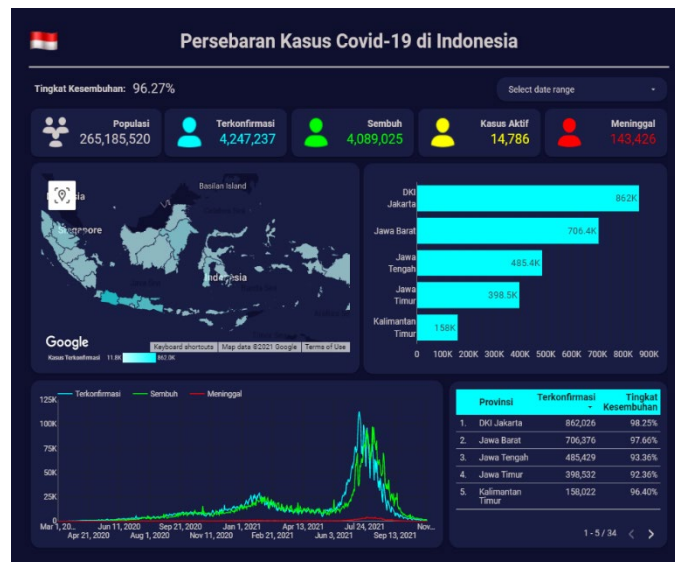 Persebaran Kasus Covid-19 di Indonesia
Tingkat Kesembuhan: 96.27%
Select date range
Populasi
265,185,520
Terkonfirmasi
4,247,237
Sembuh
4,089,025
Kasus Aktif
14,786
Meninggal
143,426
Basilan Island
sia
Singapore
Indonesia
Google
Keyboard shortcuts
Map data ©2021 Google
Terms of Use
Kasus Terkonfirmasi 11.8K 862.0K
DKI
Jakarta
862K
Jawa Barat
706.4K
Jawa
Tengah
485.4K
Jawa
Timur
398.5K
Kalimantan
Timur
158K
0 100K 200K 300K 400K 500K 600K 700K 800K 900K
Terkonfirmasi Sembuh Meninggal
125K
100K
75K
50K
25K
0
Mar 1, 20... Jun 11, 2020 Sep 21, 2020 Jan 1, 2021 Apr 13, 2021 Jul 24, 2021 Nov...
Apr 21, 2020 Aug 1, 2020 Nov 11, 2020 Feb 21, 2021 Jun 3, 2021 Sep 13, 2021
Provinsi Terkonfirmasi Tingkat
Kesembuhan
1. DKI Jakarta 862,026 98.25%
2. Jawa Barat 706,376 97.66%
3. Jawa Tengah 485,429 93.36%
4. Jawa Timur 398,532 92.36%
5. Kalimantan
Timur 158,022 96.40%
1 - 5 / 34